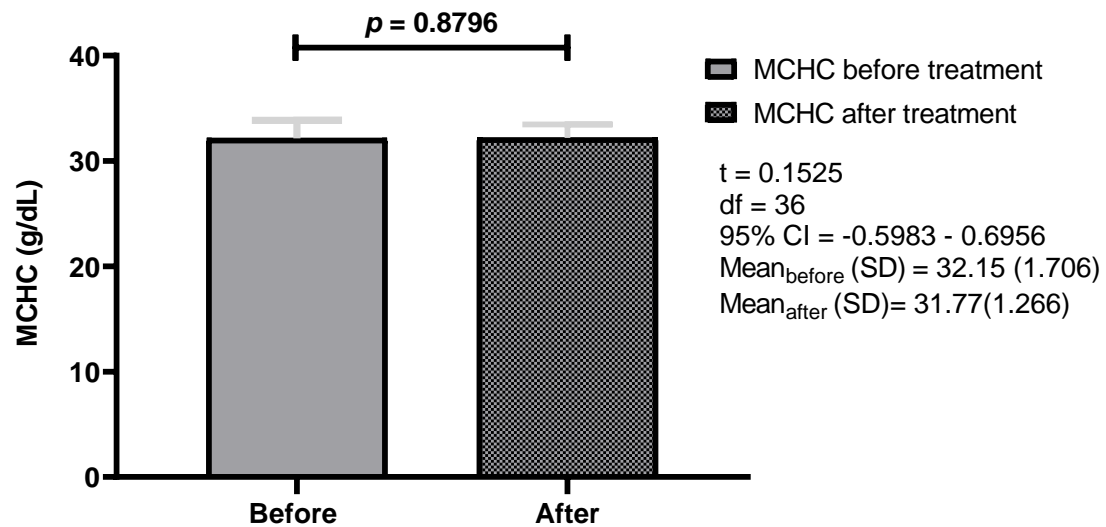 p = 0.8796
40
30
20
10
0
MCHC (g/dL)
Before
After
MCHC before treatment
MCHC after treatment
t = 0.1525
df = 36
95% CI = -0.5983 - 0.6956
Meanbefore (SD) = 32.15 (1.706)
Meanafter (SD)= 31.77(1.266)